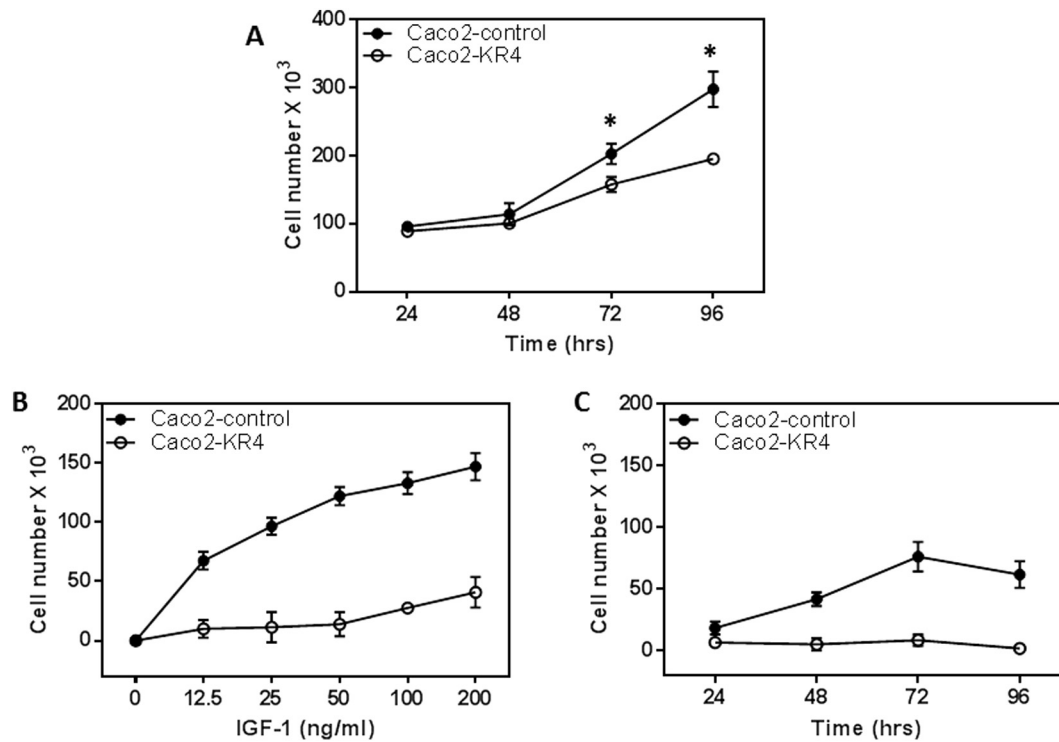 A
Caco2-control
Caco2-KR4
Cell number X 10³
400
300
200
100
0
*
*
24 48 72 96
Time (hrs)
B
Caco2-control
Caco2-KR4
Cell number X 10³
200
150
100
50
0
0 12.5 25 50 100 200
IGF-1 (ng/ml)
C
Caco2-control
Caco2-KR4
Cell number X 10³
200
150
100
50
0
24 48 72 96
Time (hrs)